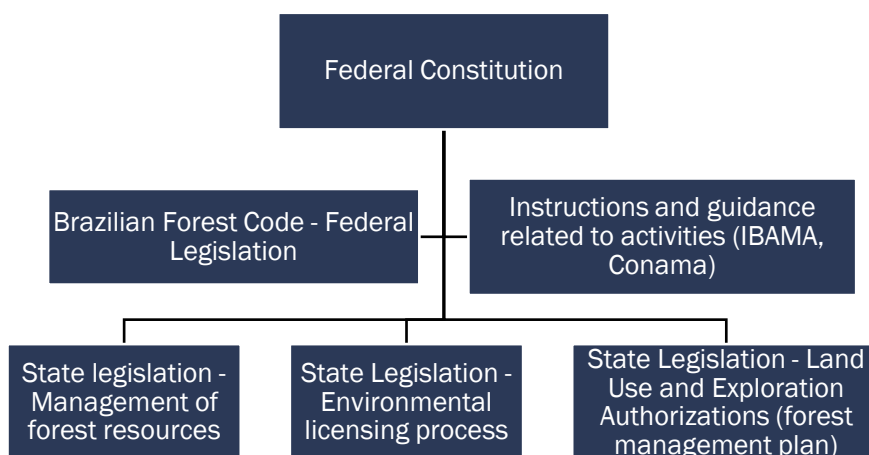 Federal Constitution
Brazilian Forest Code - Federal
Legislation
Instructions and guidance
related to activities (IBAMA,
Conama)
State legislation -
Management of
forest resources
State Legislation -
Environmental
licensing process
State Legislation - Land
Use and Exploration
Authorizations (forest
management plan)